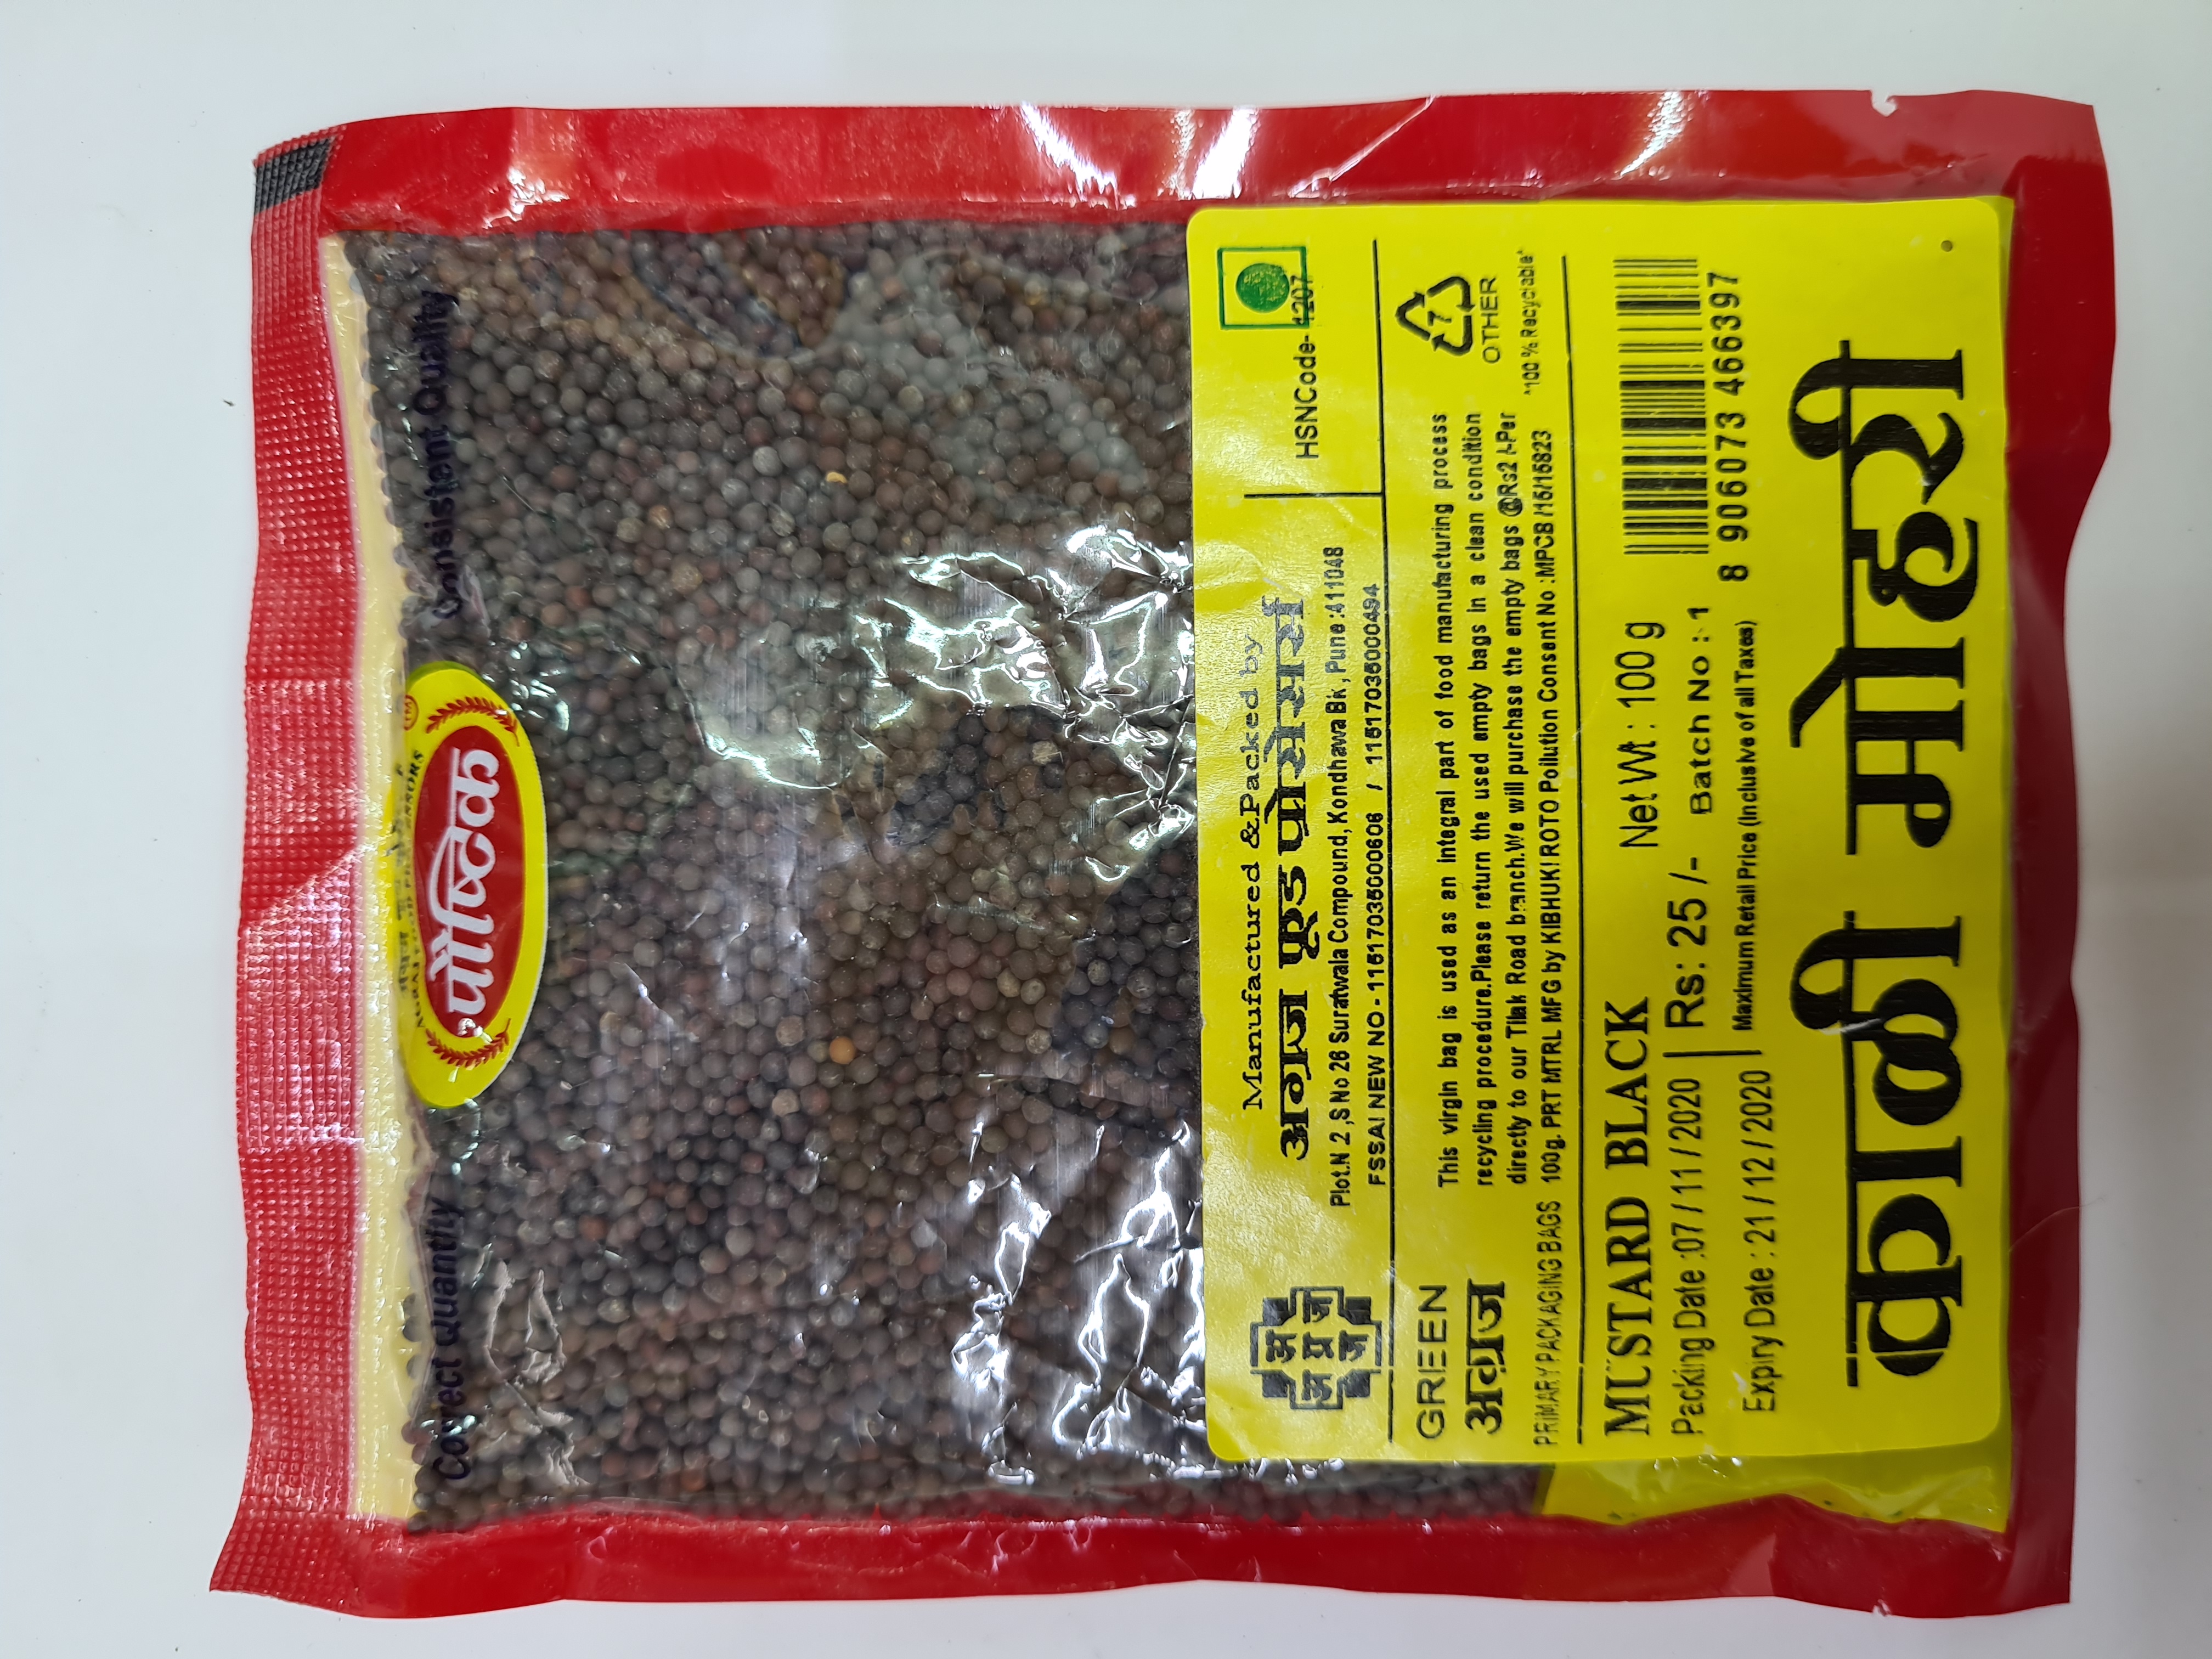 AGRAJ FOOD PROCESSORS TM
Correct Quantity
पौष्टिक
Consistent Quality
Manufactured &Packed by
अग्रज फूड प्रोसेसर्स
Plot.N 2 ,S No 26 Suratwala Compound, Kondhawa Bk , Pune :411048
FSSAI NEW NO - 11517035000606 / 11517035000494
HSNCode- 1207
अ
अ ग्र ज
ज
GREEN
अग्रज
PRIMARY PACKAGING BAGS
This virgin bag is used as an integral part of food manufacturing process
recycling procedure.Please return the used empty bags in a clean condition
directly to our Tilak Road branch.We will purchase the empty bags @Rs2 /-Per
100g. PRT MTRL MFG by KIBHUKI ROTO Pollution Consent No :MPCB /15/15823
7
OTHER
"100 % Recyclable"
MUSTARD BLACK
Net Wt : 100 g
Packing Date :07 / 11 / 2020
Rs: 25 /-
Batch No : 1
Expiry Date : 21 / 12 / 2020
Maximum Retail Price (Inclusive of all Taxes)
8 906073 466397
काळी मोहरी